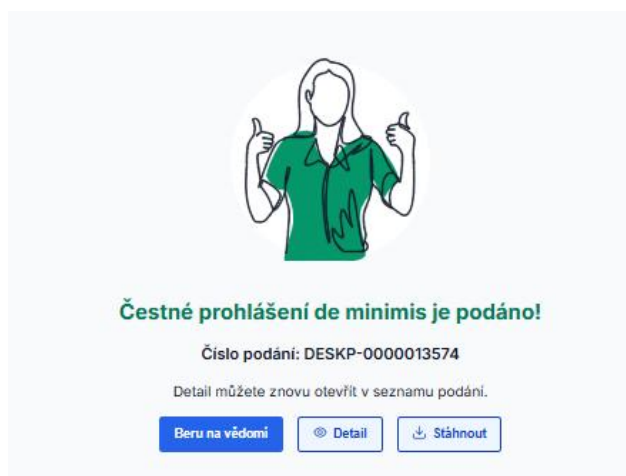 Čestné prohlášení de minimis je podáno!
Číslo podání: DESKP-0000013574
Detail můžete znovu otevřít v seznamu podání.
Beru na vědomí
Detail
Stáhnout